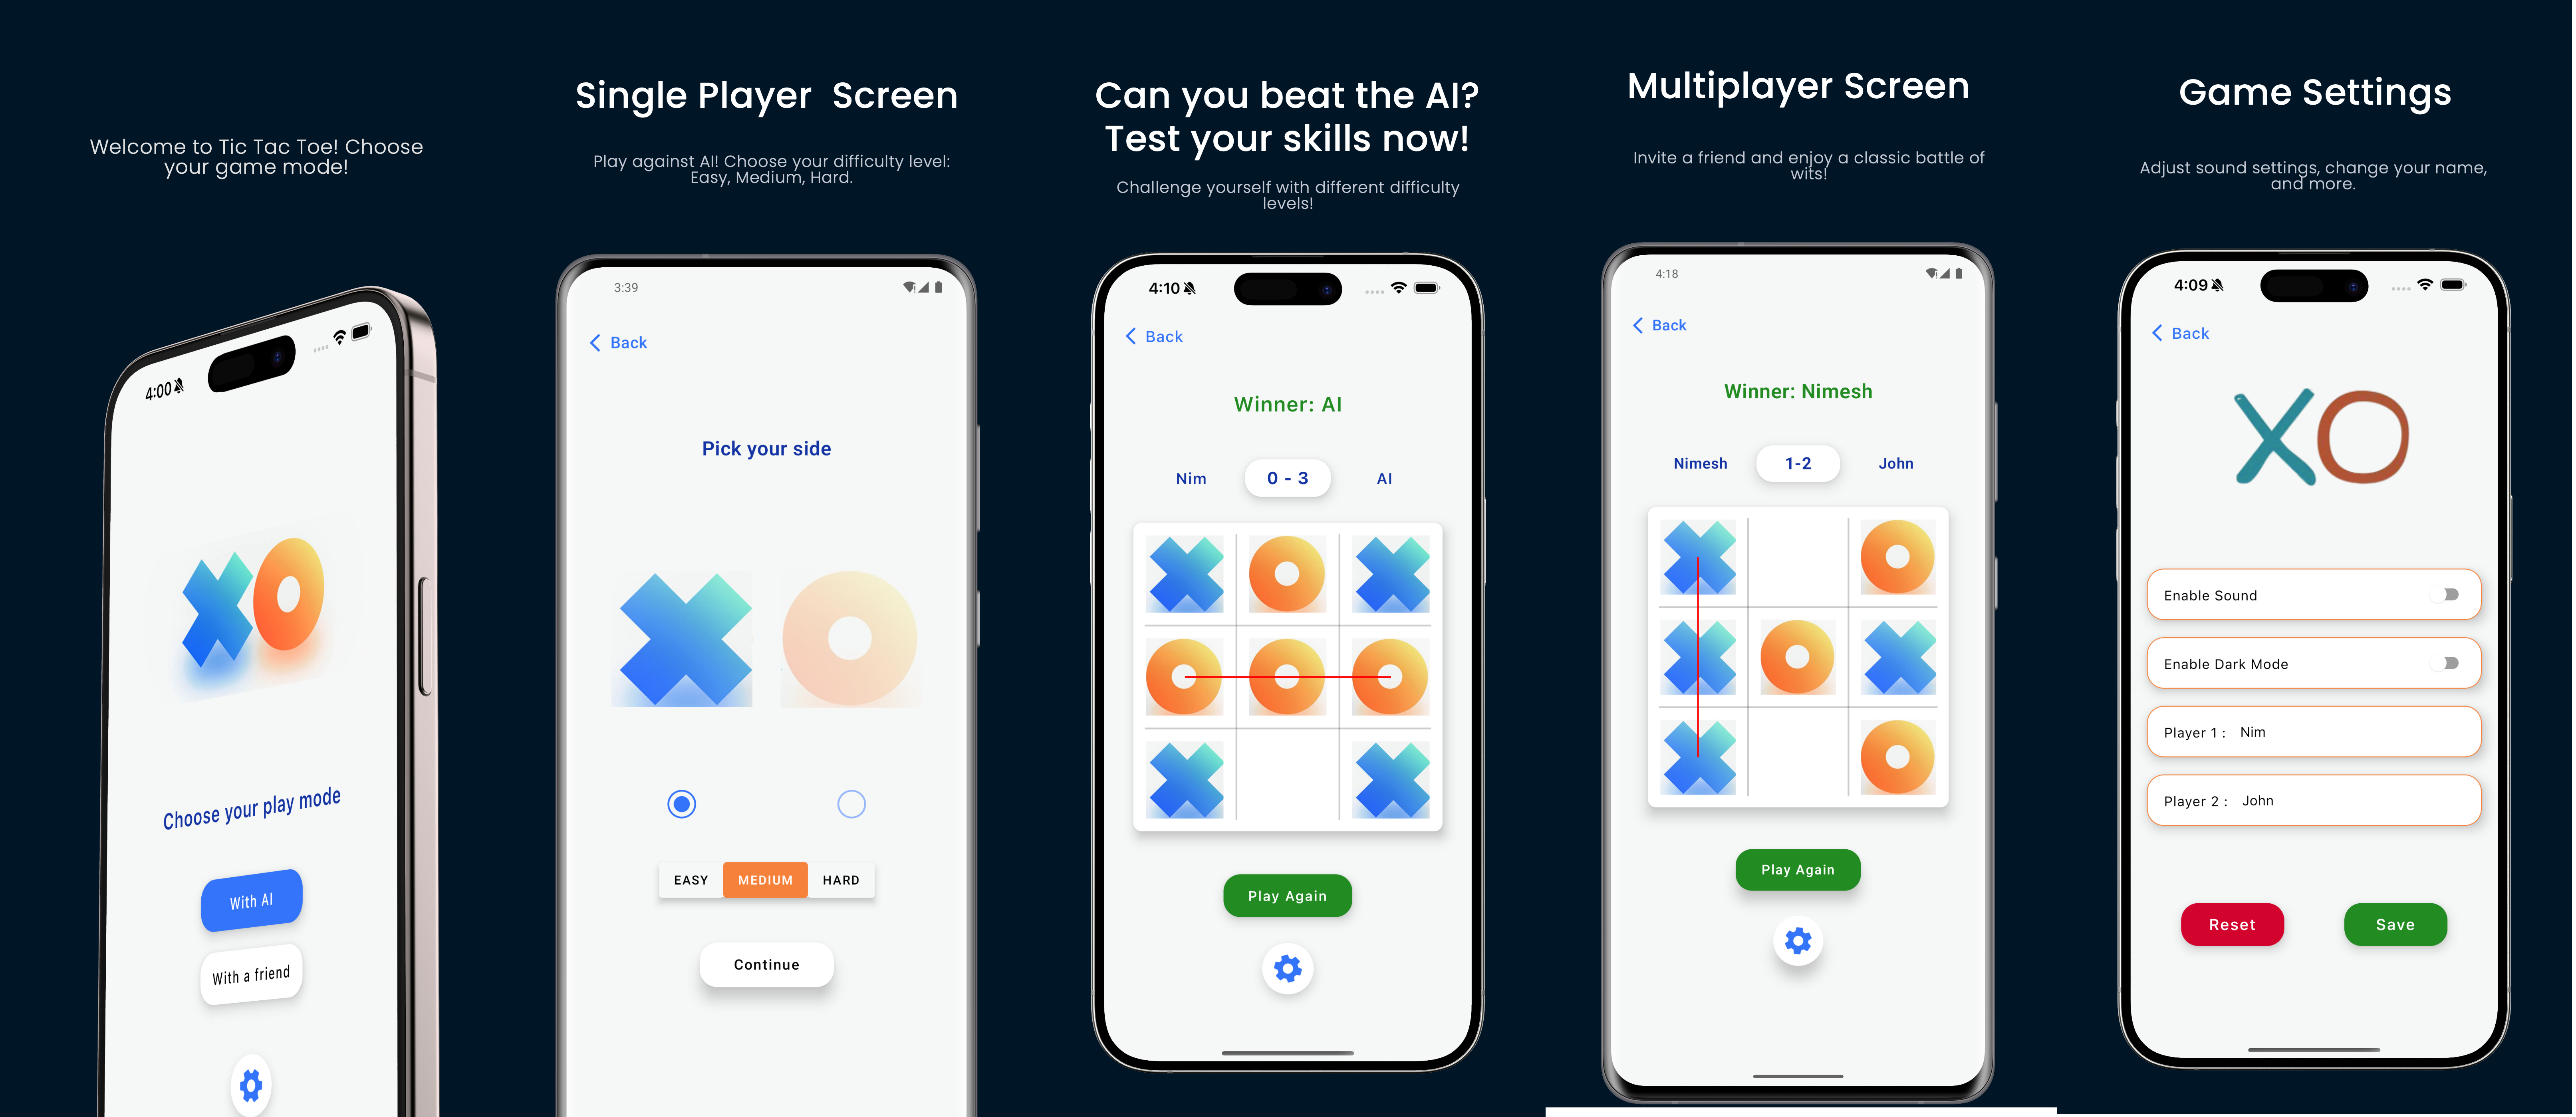 Welcome to Tic Tac Toe! Choose
your game mode!
4:00
Choose your play mode
With AI
With a friend
Single Player Screen
Play against AI! Choose your difficulty level:
Easy, Medium, Hard.
3:39
Back
Pick your side
EASY MEDIUM HARD
Continue
Can you beat the AI?
Test your skills now!
Challenge yourself with different difficulty
levels!
4:10
Back
Winner: AI
Nim 0 - 3 AI
Play Again
Multiplayer Screen
Invite a friend and enjoy a classic battle of
wits!
4:18
Back
Winner: Nimesh
Nimesh 1-2 John
Play Again
Game Settings
Adjust sound settings, change your name,
and more.
4:09
Back
XO
Enable Sound
Enable Dark Mode
Player 1 : Nim
Player 2 : John
Reset Save